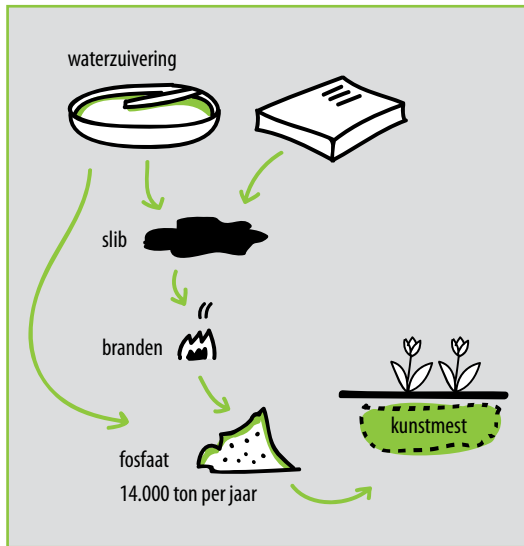 waterzuivering
slib
branden
kunstmest
fosfaat
14.000 ton per jaar